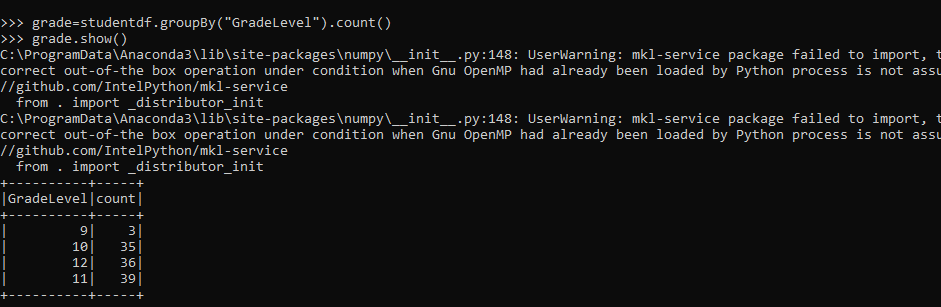 >>> grade=studentdf.groupBy("GradeLevel").count()
>>> grade.show()
C:\ProgramData\Anaconda3\lib\site-packages\numpy\__init__.py:148: UserWarning: mkl-service package failed to import, t
correct out-of-the box operation under condition when Gnu OpenMP had already been loaded by Python process is not assu
//github.com/IntelPython/mkl-service
  from . import _distributor_init
C:\ProgramData\Anaconda3\lib\site-packages\numpy\__init__.py:148: UserWarning: mkl-service package failed to import, t
correct out-of-the box operation under condition when Gnu OpenMP had already been loaded by Python process is not assu
//github.com/IntelPython/mkl-service
  from . import _distributor_init
+----------+-----+
|GradeLevel|count|
+----------+-----+
|         9|    3|
|        10|   35|
|        12|   36|
|        11|   39|
+----------+-----+